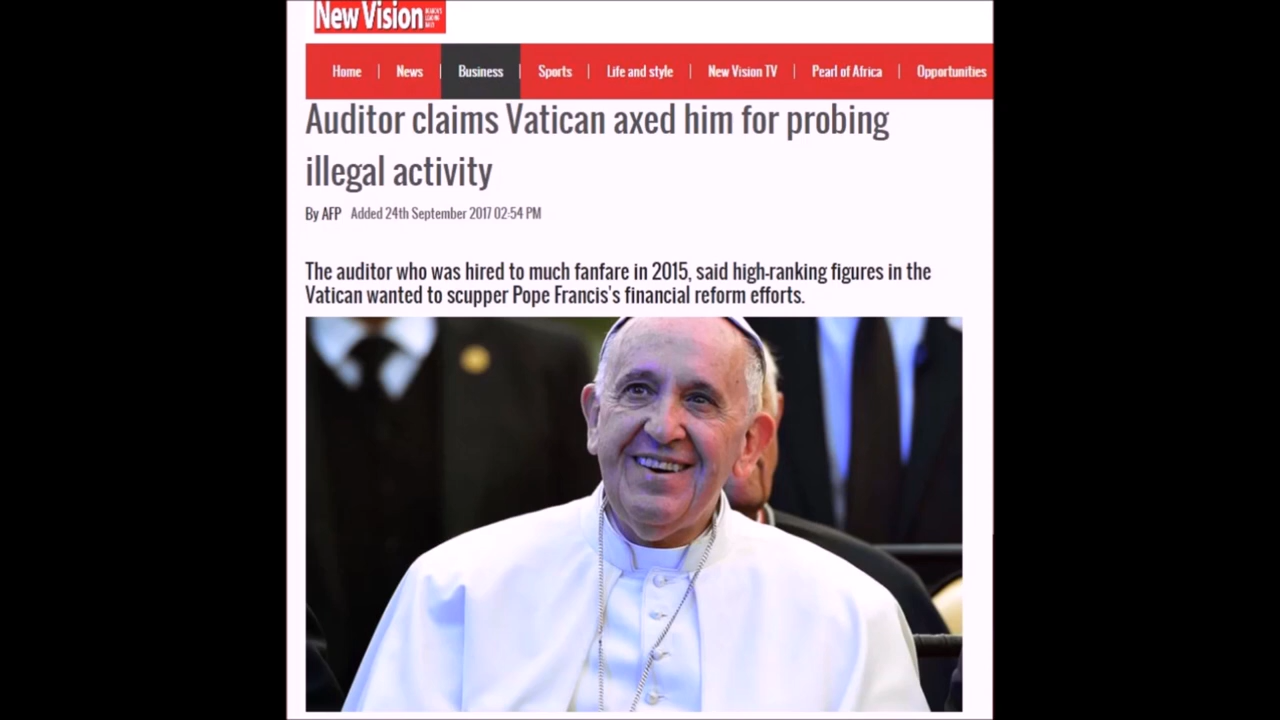 New Vision
Home | News | Business | Sports | Life and style | New Vision TV | Pearl of Africa | Opportunities
Auditor claims Vatican axed him for probing
illegal activity
By AFP Added 24th September 2017 02:54 PM
The auditor who was hired to much fanfare in 2015, said high-ranking figures in the
Vatican wanted to scupper Pope Francis's financial reform efforts.